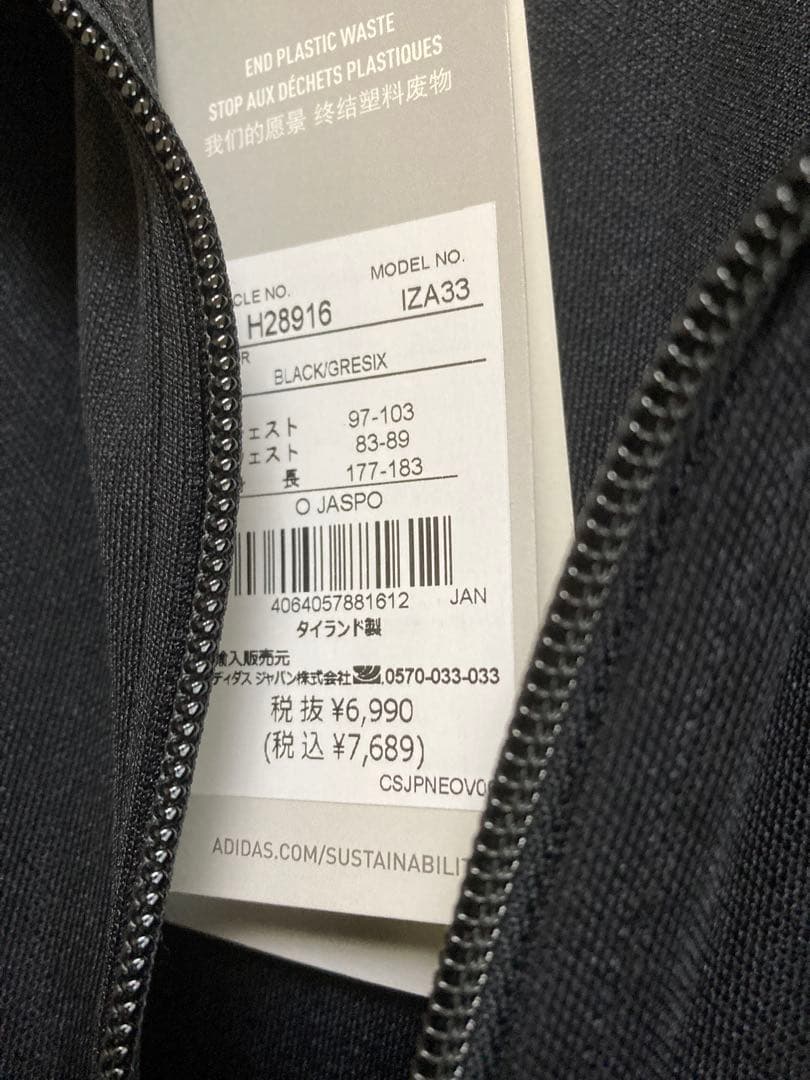 END PLASTIC WASTE
STOP AUX DÉCHETS PLASTIQUES
我们的愿景 终结塑料废物
CLE NO. MODEL NO.
H28916 IZA33
R
BLACK/GRESIX
ェスト 97-103
ェスト 83-89
長 177-183
O JASPO
4064057881612 JAN
タイランド製
輸入販売元
ディダス ジャパン株式会社 0570-033-033
税抜 ¥6,990
(税込 ¥7,689)
CSJPNEOV0
ADIDAS.COM/SUSTAINABILIT